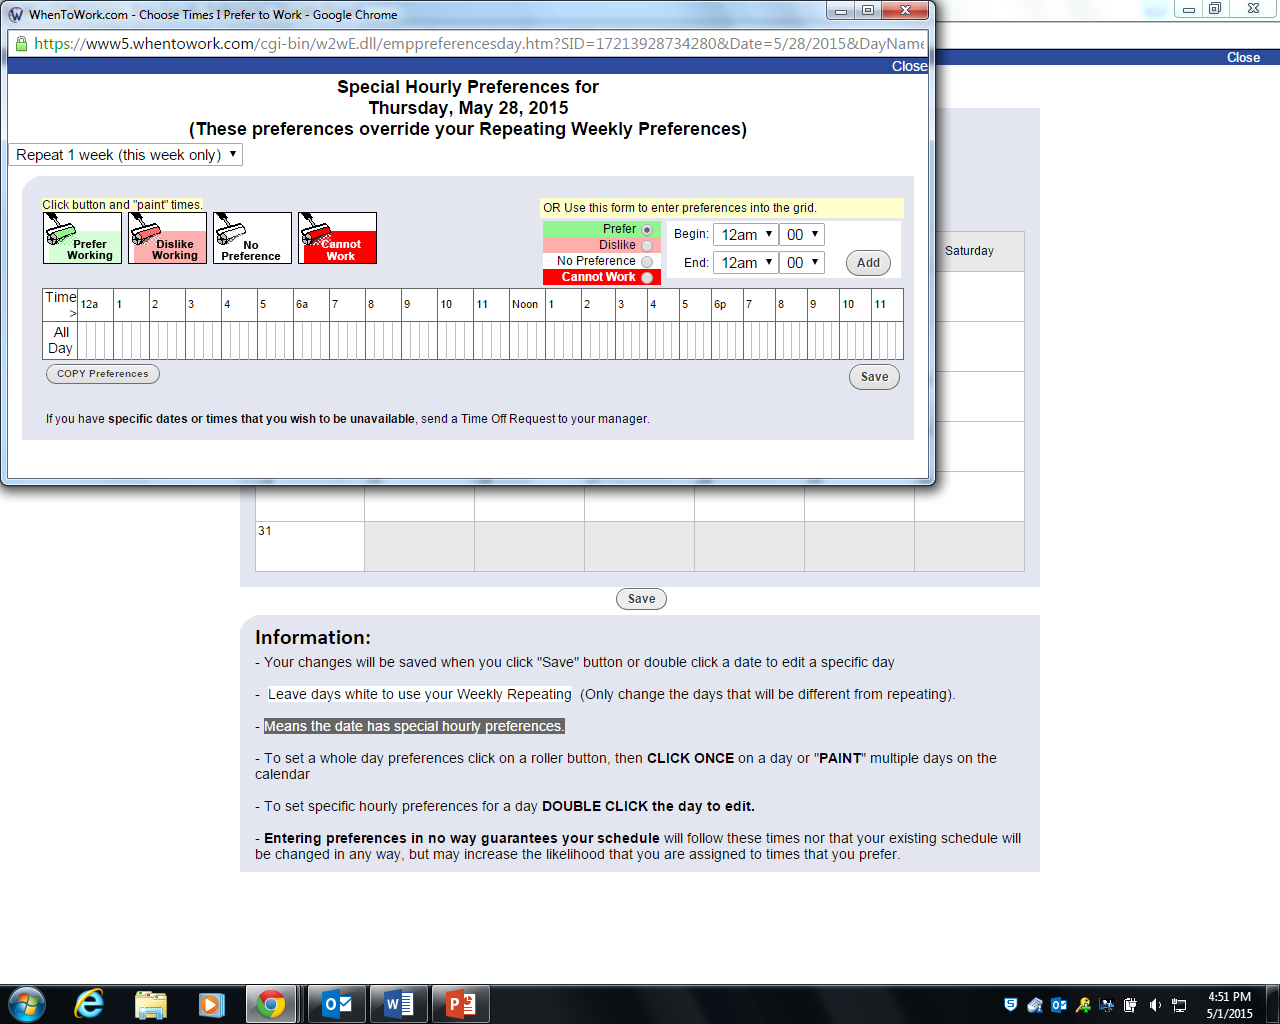 WhenToWork.com - Choose Times I Prefer to Work - Google Chrome
https://www5.whentowork.com/cgi-bin/w2wE.dll/emppreferencesday.htm?SID=17213928734280&Date=5/28/2015&DayName
Close
Close
Special Hourly Preferences for
Thursday, May 28, 2015
(These preferences override your Repeating Weekly Preferences)
Repeat 1 week (this week only)
Click button and "paint" times.
Prefer Working
Dislike Working
No Preference
Cannot Work
OR Use this form to enter preferences into the grid.
Prefer
Dislike
No Preference
Cannot Work
Begin: 12am 00
End: 12am 00
Add
Saturday
Time > 12a 1 2 3 4 5 6a 7 8 9 10 11 Noon 1 2 3 4 5 6p 7 8 9 10 11
All Day
COPY Preferences
Save
If you have specific dates or times that you wish to be unavailable, send a Time Off Request to your manager.
31
Save
Information:
- Your changes will be saved when you click "Save" button or double click a date to edit a specific day
- Leave days white to use your Weekly Repeating (Only change the days that will be different from repeating).
- Means the date has special hourly preferences.
- To set a whole day preferences click on a roller button, then CLICK ONCE on a day or "PAINT" multiple days on the
calendar
- To set specific hourly preferences for a day DOUBLE CLICK the day to edit.
- Entering preferences in no way guarantees your schedule will follow these times nor that your existing schedule will
be changed in any way, but may increase the likelihood that you are assigned to times that you prefer.
4:51 PM
5/1/2015